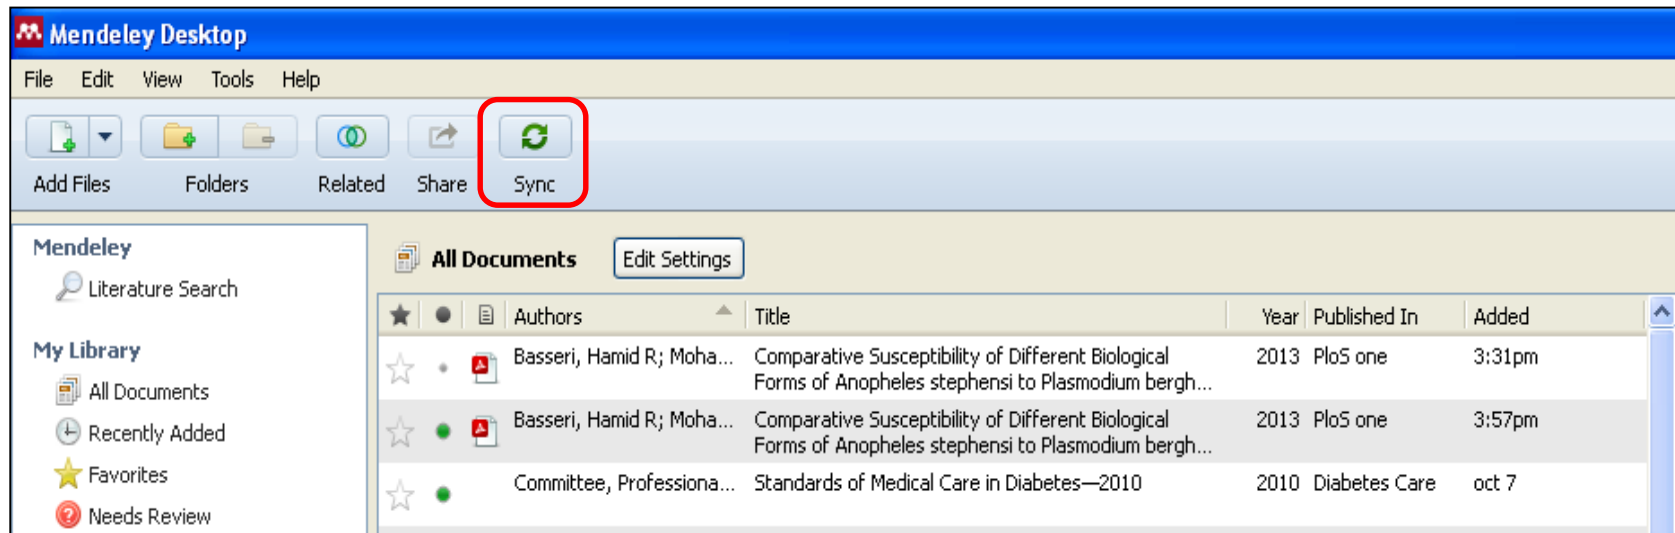 Mendeley Desktop
File Edit View Tools Help
Add Files Folders Related Share Sync
Mendeley
Literature Search
My Library
All Documents
Recently Added
Favorites
Needs Review
All Documents Edit Settings
Authors Title Year Published In Added
Basseri, Hamid R; Moha... Comparative Susceptibility of Different Biological 2013 PloS one 3:31pm
Forms of Anopheles stephensi to Plasmodium bergh...
Basseri, Hamid R; Moha... Comparative Susceptibility of Different Biological 2013 PloS one 3:57pm
Forms of Anopheles stephensi to Plasmodium bergh...
Committee, Professiona... Standards of Medical Care in Diabetes—2010 2010 Diabetes Care oct 7